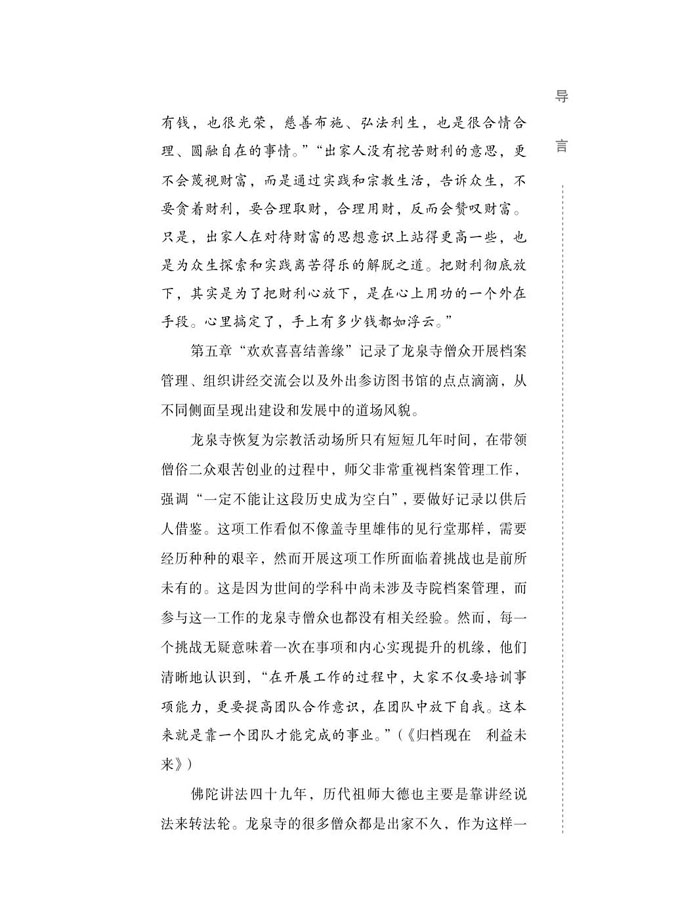 导言
有钱，也很光荣，慈善布施、弘法利生，也是很合情合
理、圆融自在的事情。”“出家人没有挖苦财利的意思，更
不会蔑视财富，而是通过实践和宗教生活，告诉众生，不
要贪着财利，要合理取财，合理用财，反而会赞叹财富。
只是，出家人在对待财富的思想意识上站得更高一些，也
是为众生探索和实践离苦得乐的解脱之道。把财利彻底放
下，其实是为了把财利心放下，是在心上用功的一个外在
手段。心里搞定了，手上有多少钱都如浮云。”
第五章“欢欢喜喜结善缘”记录了龙泉寺僧众开展档案
管理、组织讲经交流会以及外出参访图书馆的点点滴滴，从
不同侧面呈现出建设和发展中的道场风貌。
龙泉寺恢复为宗教活动场所只有短短几年时间，在带领
僧俗二众艰苦创业的过程中，师父非常重视档案管理工作，
强调“一定不能让这段历史成为空白”，要做好记录以供后
人借鉴。这项工作看似不像盖寺里雄伟的见行堂那样，需要
经历种种的艰辛，然而开展这项工作所面临着挑战也是前所
未有的。这是因为世间的学科中尚未涉及寺院档案管理，而
参与这一工作的龙泉寺僧众也都没有相关经验。然而，每一
个挑战无疑意味着一次在事项和内心实现提升的机缘，他们
清晰地认识到，“在开展工作的过程中，大家不仅要培训事
项能力，更要提高团队合作意识，在团队中放下自我。这本
来就是靠一个团队才能完成的事业。”(《归档现在　利益未
来》)
佛陀讲法四十九年，历代祖师大德也主要是靠讲经说
法来转法轮。龙泉寺的很多僧众都是出家不久，作为这样一